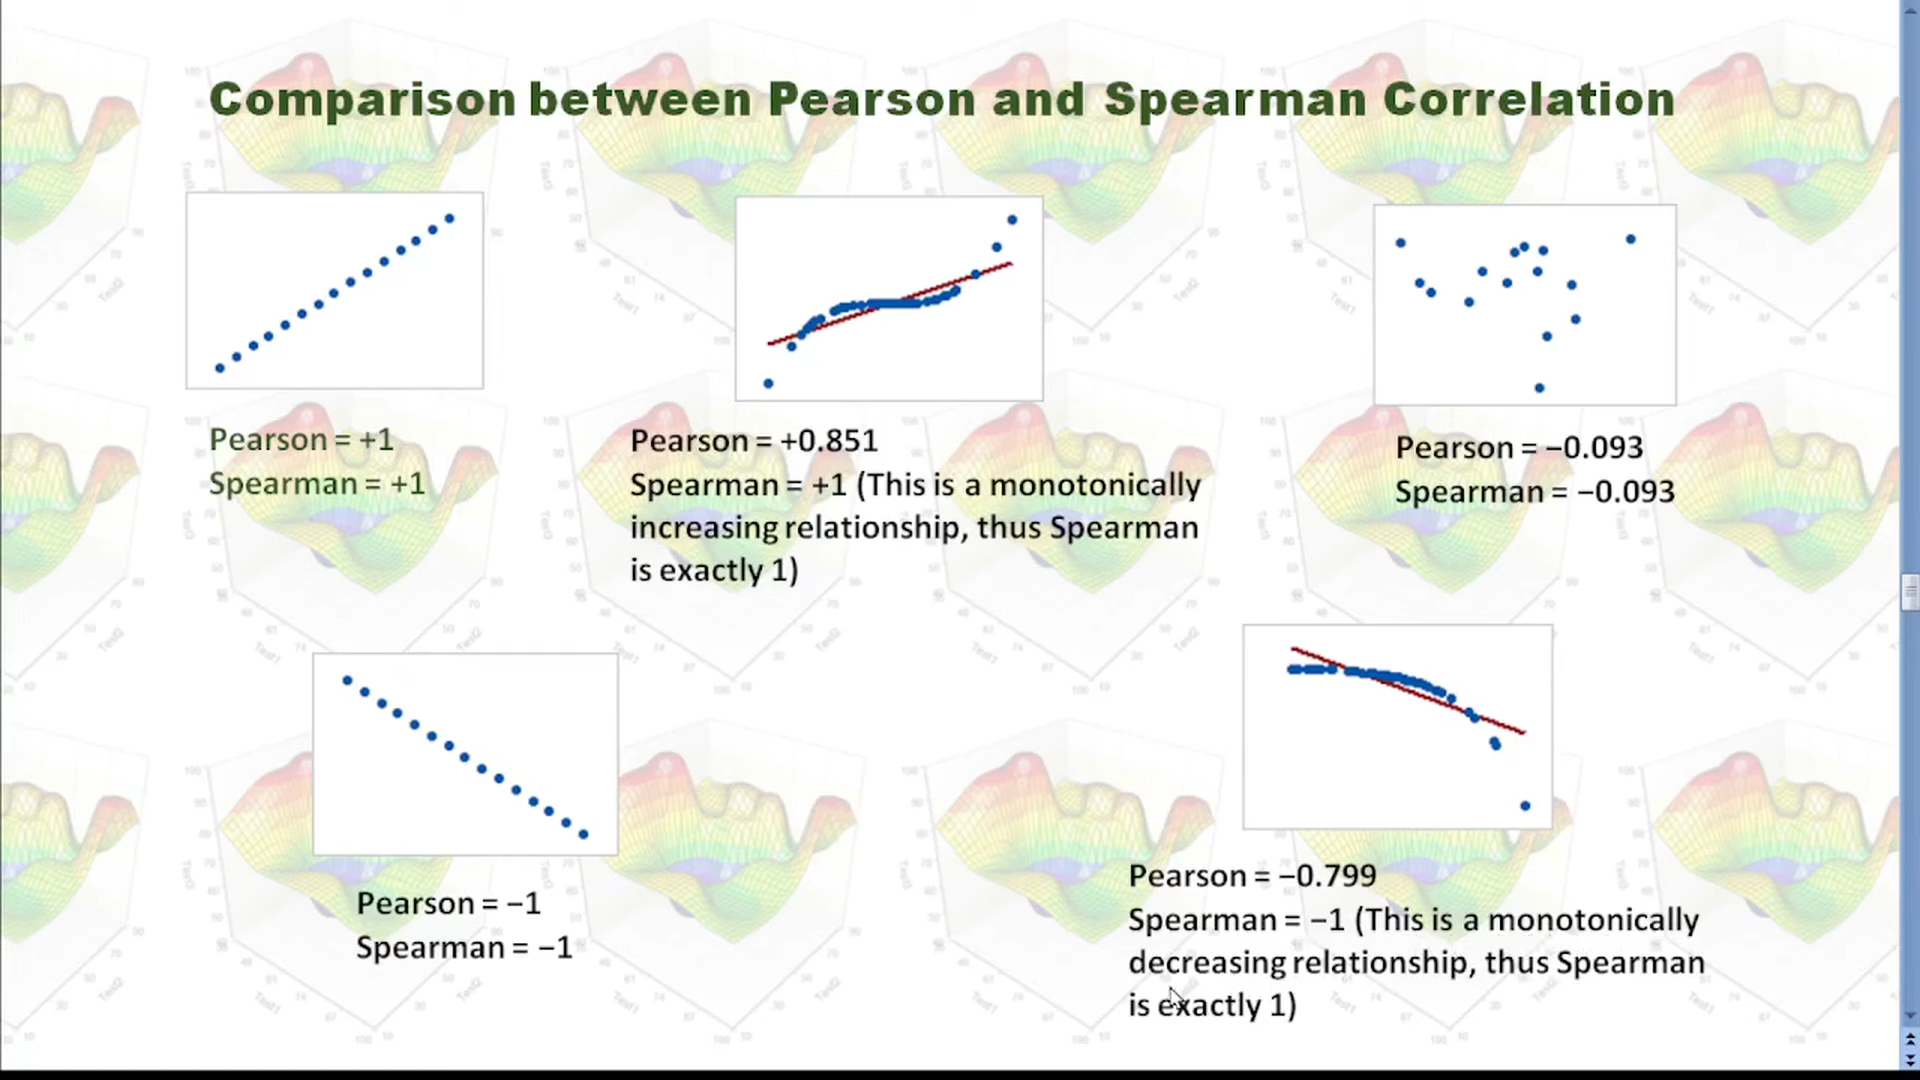 Comparison between Pearson and Spearman Correlation
Pearson = +1
Spearman = +1
Pearson = +0.851
Spearman = +1 (This is a monotonically
increasing relationship, thus Spearman
is exactly 1)
Pearson = −0.093
Spearman = −0.093
Pearson = −1
Spearman = −1
Pearson = −0.799
Spearman = −1 (This is a monotonically
decreasing relationship, thus Spearman
is exactly 1)